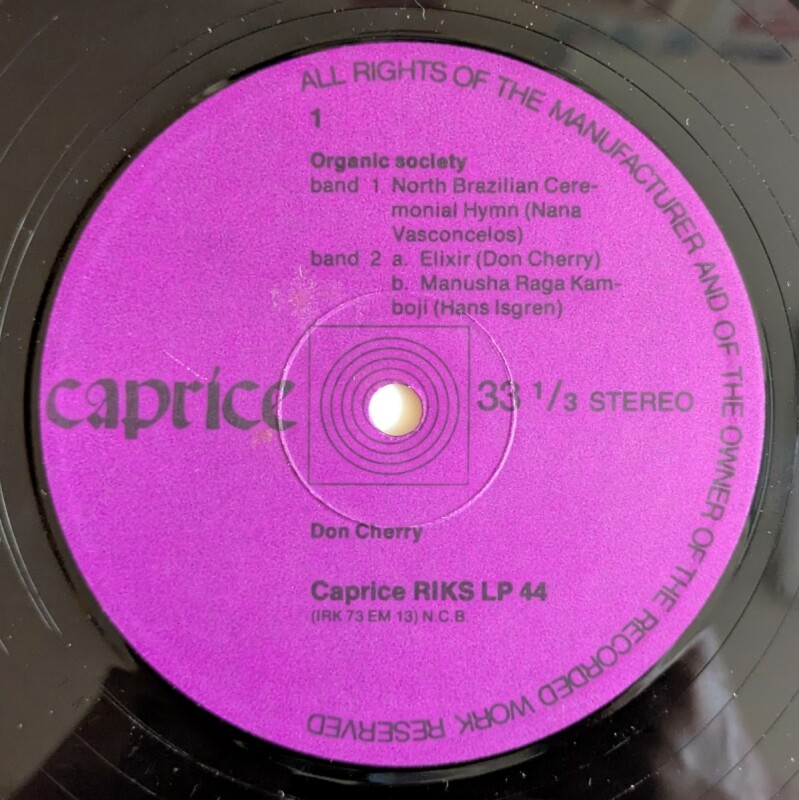 ALL RIGHTS OF THE MANUFACTURER AND OF THE OWNER OF THE RECORDED WORK RESERVED
1
Organic society
band 1 North Brazilian Cere-
monial Hymn (Nana
Vasconcelos)
band 2 a. Elixir (Don Cherry)
b. Manusha Raga Kam-
boji (Hans Isgren)
caprice
33 1/3 STEREO
Don Cherry
Caprice RIKS LP 44
(IRK 73 EM 13) N.C.B.